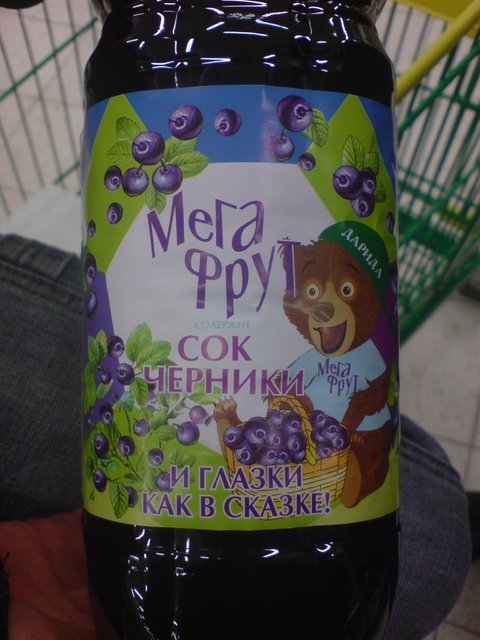 Мега
Фрут
ДАРИДА
СОДЕРЖИТ
СОК
ЧЕРНИКИ
Мега
Фрут
И ГЛАЗКИ
КАК В СКАЗКЕ!